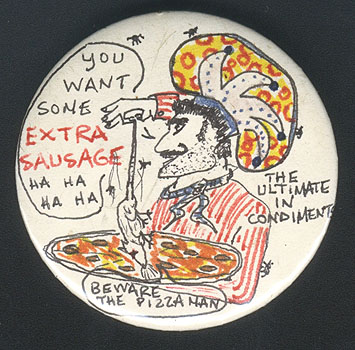 YOU
WANT
SOME
EXTRA
SAUSAGE
HA HA
HA HA
THE
ULTIMATE
IN
CONDIMENTS
BEWARE
THE PIZZA MAN